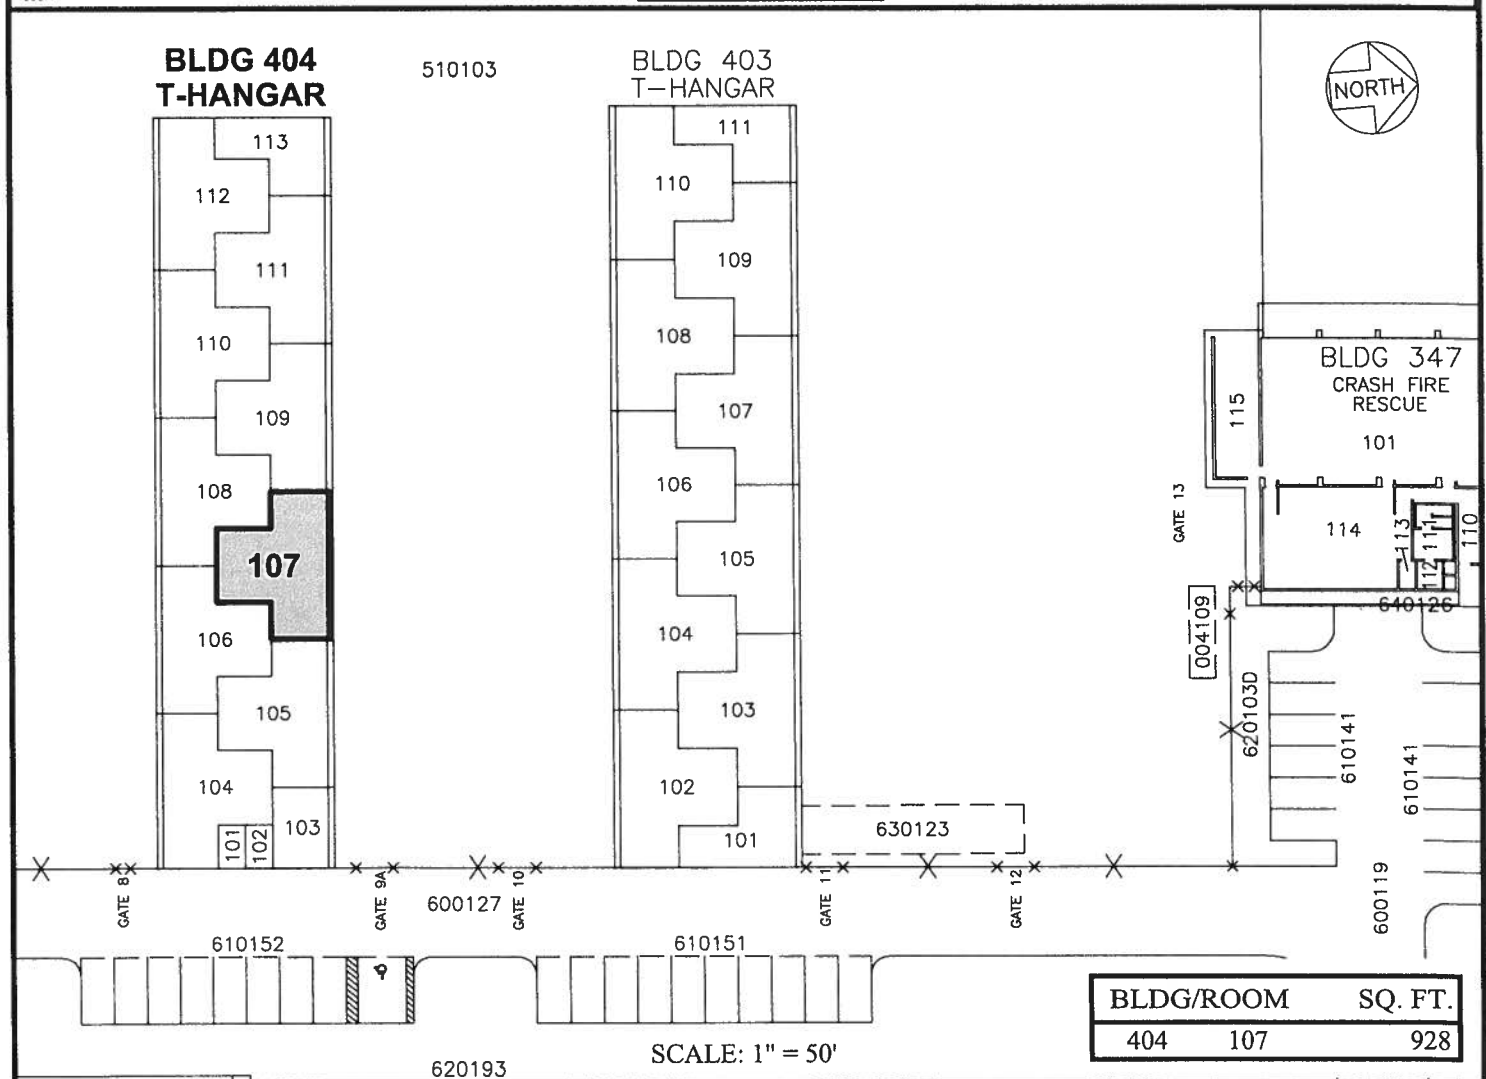 BLDG 404
T-HANGAR
510103
BLDG 403
T-HANGAR
NORTH
113
112
111
110
109
108
107
106
105
104
103
101
102
111
110
109
108
107
106
105
104
103
102
101
630123
BLDG 347
CRASH FIRE
RESCUE
101
115
114
113
111
112
110
640126
GATE 13
004109
620103D
610141
610141
600119
GATE 8
GATE 9A
600127
GATE 10
GATE 11
GATE 12
610152
610151
BLDG/ROOM SQ. FT.
404 107 928
SCALE: 1" = 50'
620193